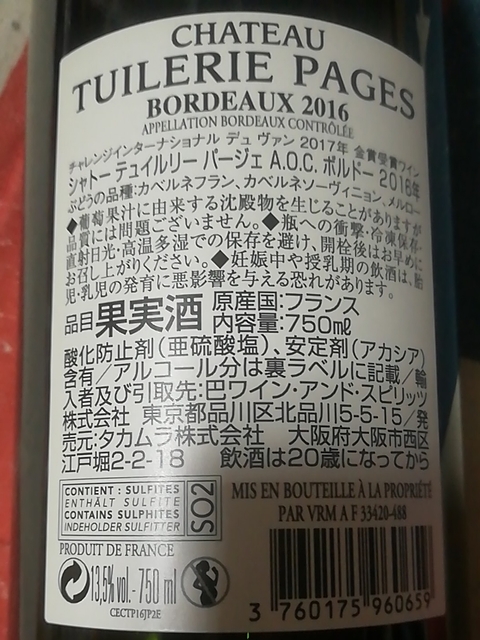 CHATEAU
TUILERIE PAGES
BORDEAUX 2016
APPELLATION BORDEAUX CONTRÔLÉE
チャレンジインターナショナル デュ ヴァン 2017年 金賞受賞ワイン
シャトー テュイルリー パージェ A.O.C. ボルドー 2016年
ぶどうの品種:カベルネフラン、カベルネソーヴィニョン、メルロー
◆葡萄果汁に由来する沈殿物を生じることがありますが
品質には問題ございません。◆瓶への衝撃・冷凍保存・
直射日光・高温多湿での保存を避け、開栓後はお早めに
お召し上がりください。◆妊娠中や授乳期の飲酒は、胎
児・乳児の発育に悪影響を与える恐れがあります。
品目 果実酒 原産国:フランス
内容量:750mℓ
酸化防止剤(亜硫酸塩)、安定剤(アカシア)
含有/アルコール分は裏ラベルに記載/輸
入者及び引取先:巴ワイン・アンド・スピリッツ
株式会社 東京都品川区北品川5-5-15/発
売元:タカムラ株式会社 大阪府大阪市西区
江戸堀2-2-18 飲酒は20歳になってから
CONTIENT : SULFITES
ENTHÄLT SULFITE
CONTAINS SULPHITES
INDEHOLDER SULFITTER
SO2
MIS EN BOUTEILLE À LA PROPRIÉTÉ
PAR VRM A F 33420-488
PRODUIT DE FRANCE
13,5% vol. - 750 ml
CECTP16JP2E
3 760175 960659